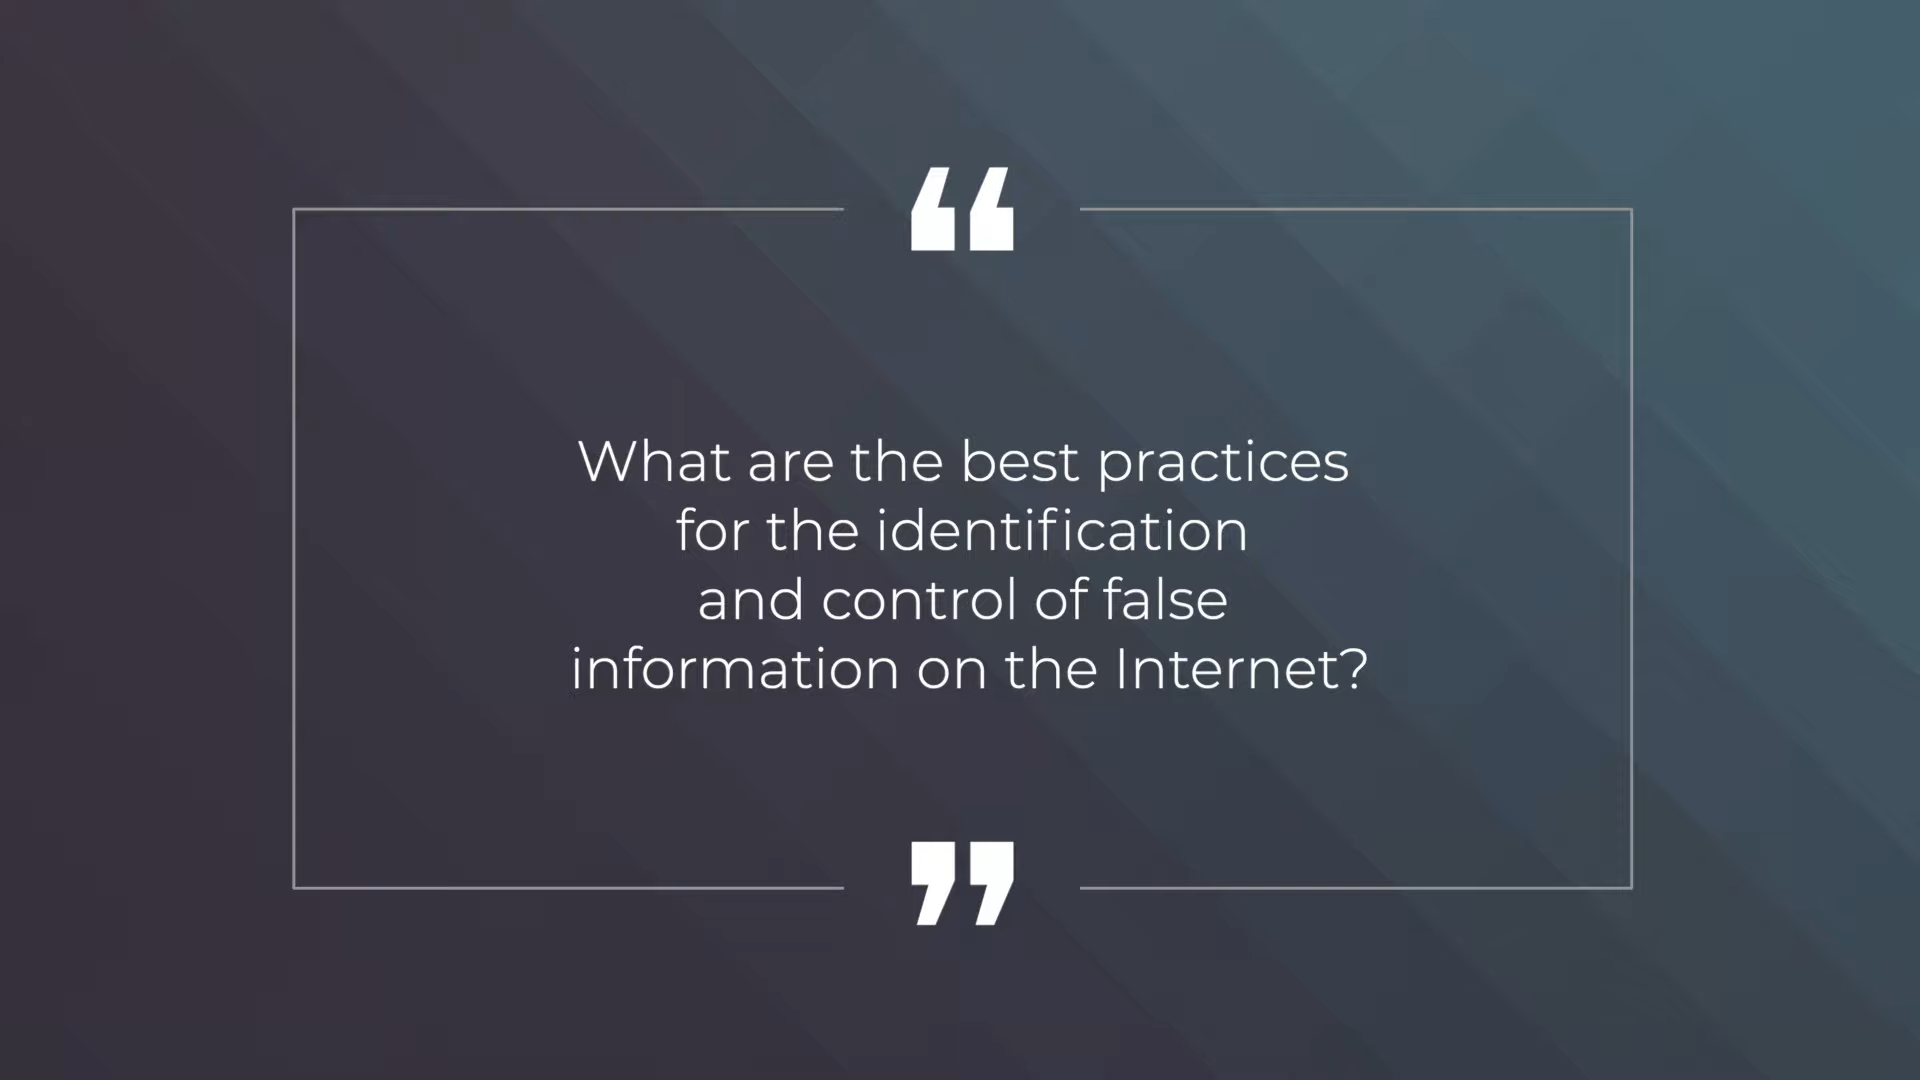 “
What are the best practices
for the identification
and control of false
information on the Internet?
”